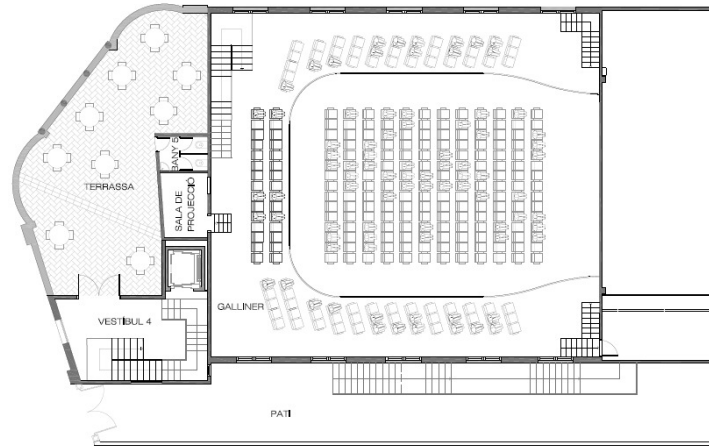 BANY 5
TERRASSA
SALA DE
PROJECCIÓ
GALLINER
VESTÍBUL 4
PATI